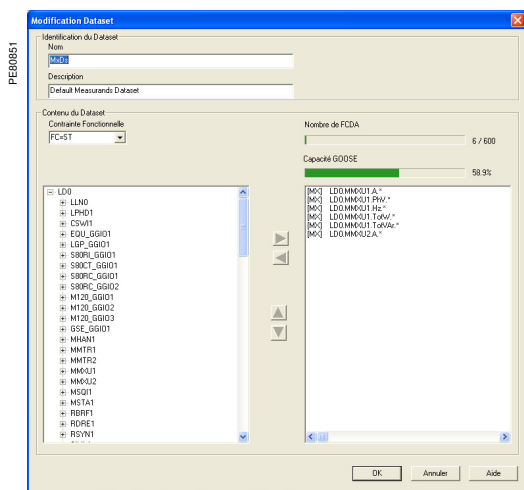 PE80851
Modification Dataset
Identification du Dataset
Nom
MxDs
Description
Default Measurands Dataset
Contenu du Dataset
Contrainte Fonctionnelle
FC=ST
Nombre de FCDA
6 / 600
Capacité GOOSE
58.9%
LD0
LLN0
LPHD1
CSWI1
EQU_GGIO1
LGP_GGIO1
S80RI_GGIO1
S80CT_GGIO1
S80RC_GGIO1
S80RC_GGIO2
M120_GGIO1
M120_GGIO2
M120_GGIO3
GSE_GGIO1
MHAN1
MMTR1
MMTR2
MMXU1
MMXU2
MSQI1
MSTA1
RBRF1
RDRE1
RSYN1
[MX] LD0.MMXU1.A.*
[MX] LD0.MMXU1.PhV.*
[MX] LD0.MMXU1.Hz.*
[MX] LD0.MMXU1.TotW.*
[MX] LD0.MMXU1.TotVAr.*
[MX] LD0.MMXU2.A.*
OK
Annuler
Aide